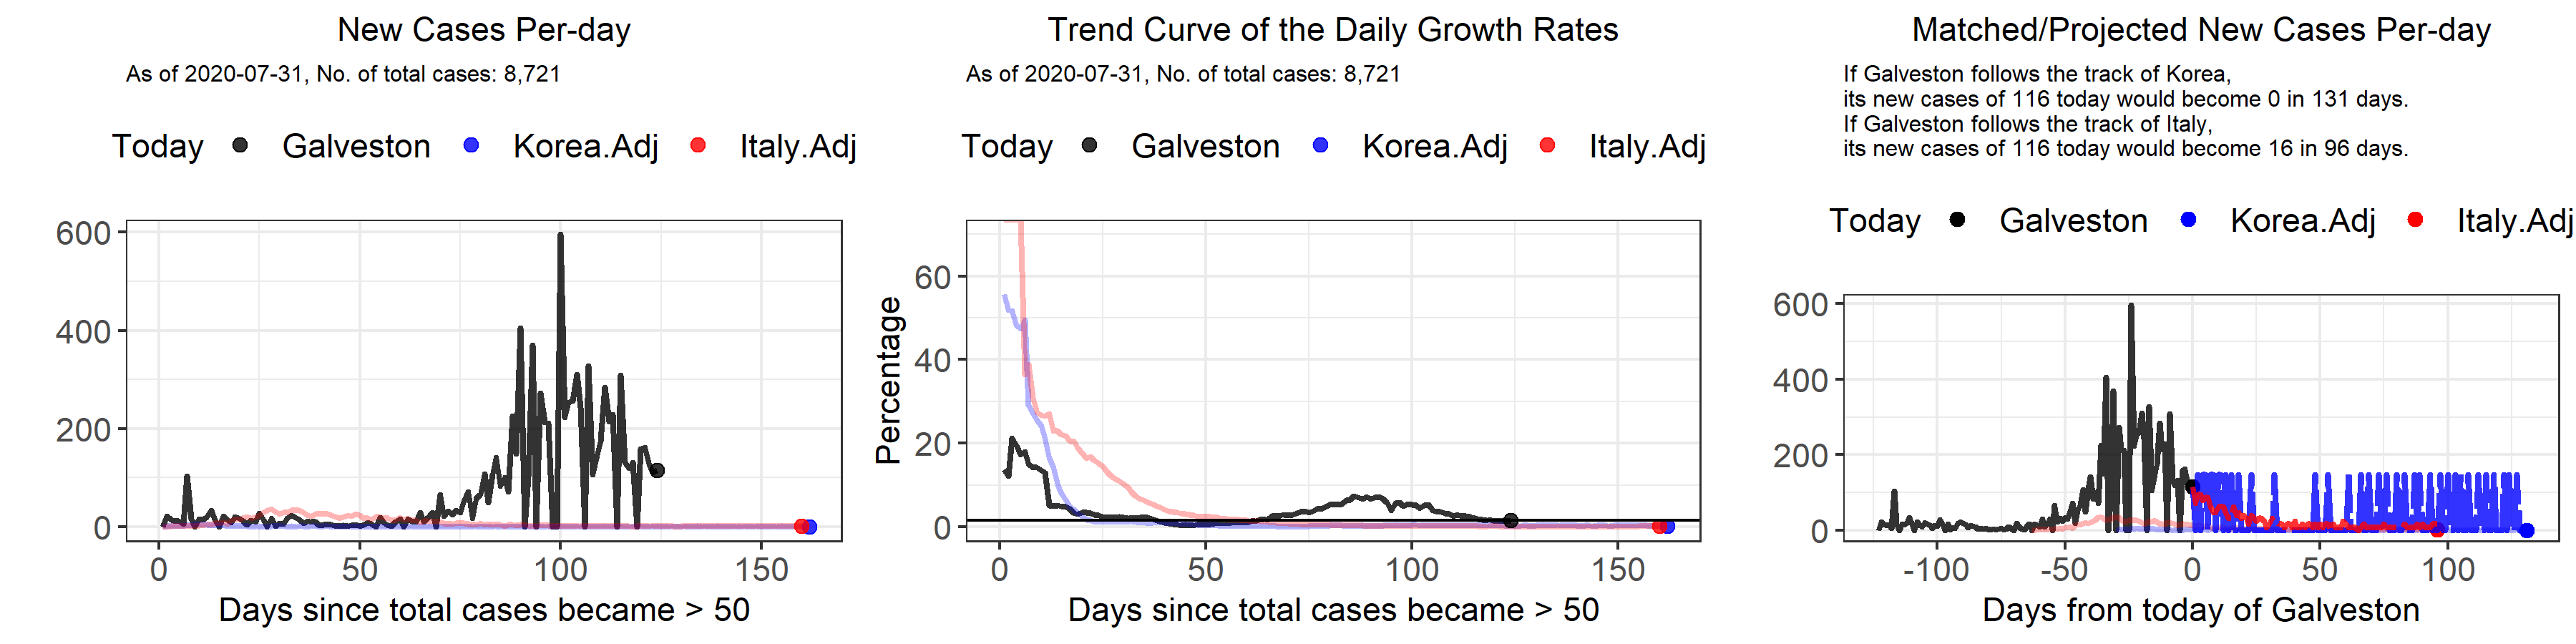 New Cases Per-day
As of 2020-07-31, No. of total cases: 8,721
Today Galveston Korea.Adj Italy.Adj
600
400
200
0
0 50 100 150
Days since total cases became > 50
Trend Curve of the Daily Growth Rates
As of 2020-07-31, No. of total cases: 8,721
Today Galveston Korea.Adj Italy.Adj
Percentage
60
40
20
0
0 50 100 150
Days since total cases became > 50
Matched/Projected New Cases Per-day
If Galveston follows the track of Korea,
its new cases of 116 today would become 0 in 131 days.
If Galveston follows the track of Italy,
its new cases of 116 today would become 16 in 96 days.
Today Galveston Korea.Adj Italy.Adj
600
400
200
0
-100 -50 0 50 100
Days from today of Galveston